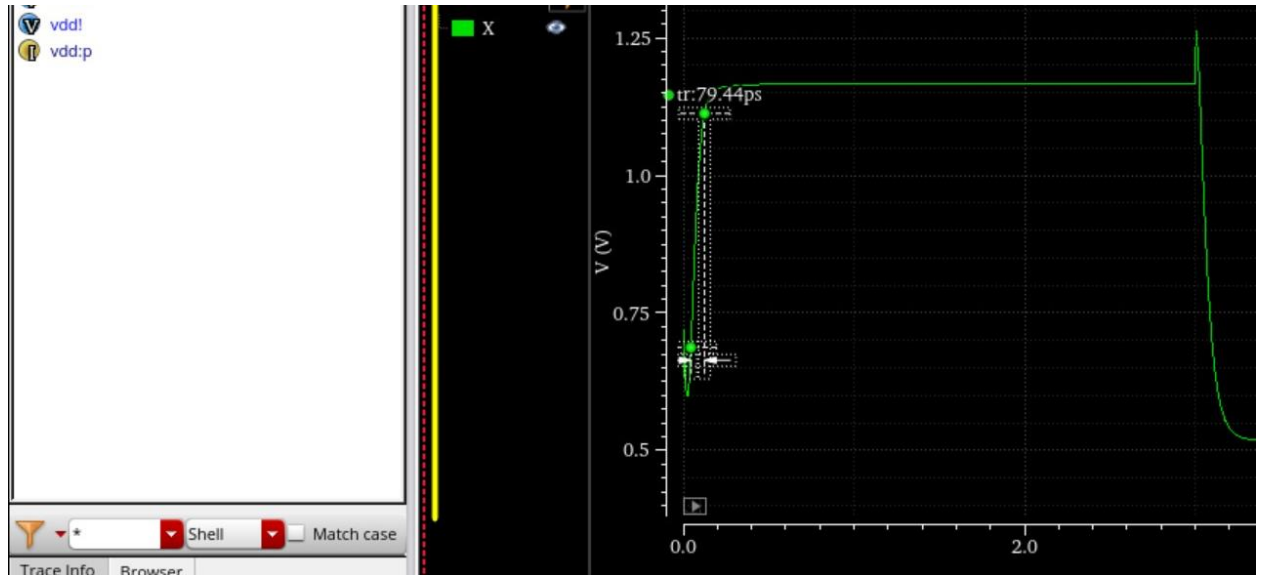 vdd!
vdd:p
*
Shell
Match case
Trace Info
Browser
X
V (V)
1.25
1.0
0.75
0.5
tr:79.44ps
0.0
2.0